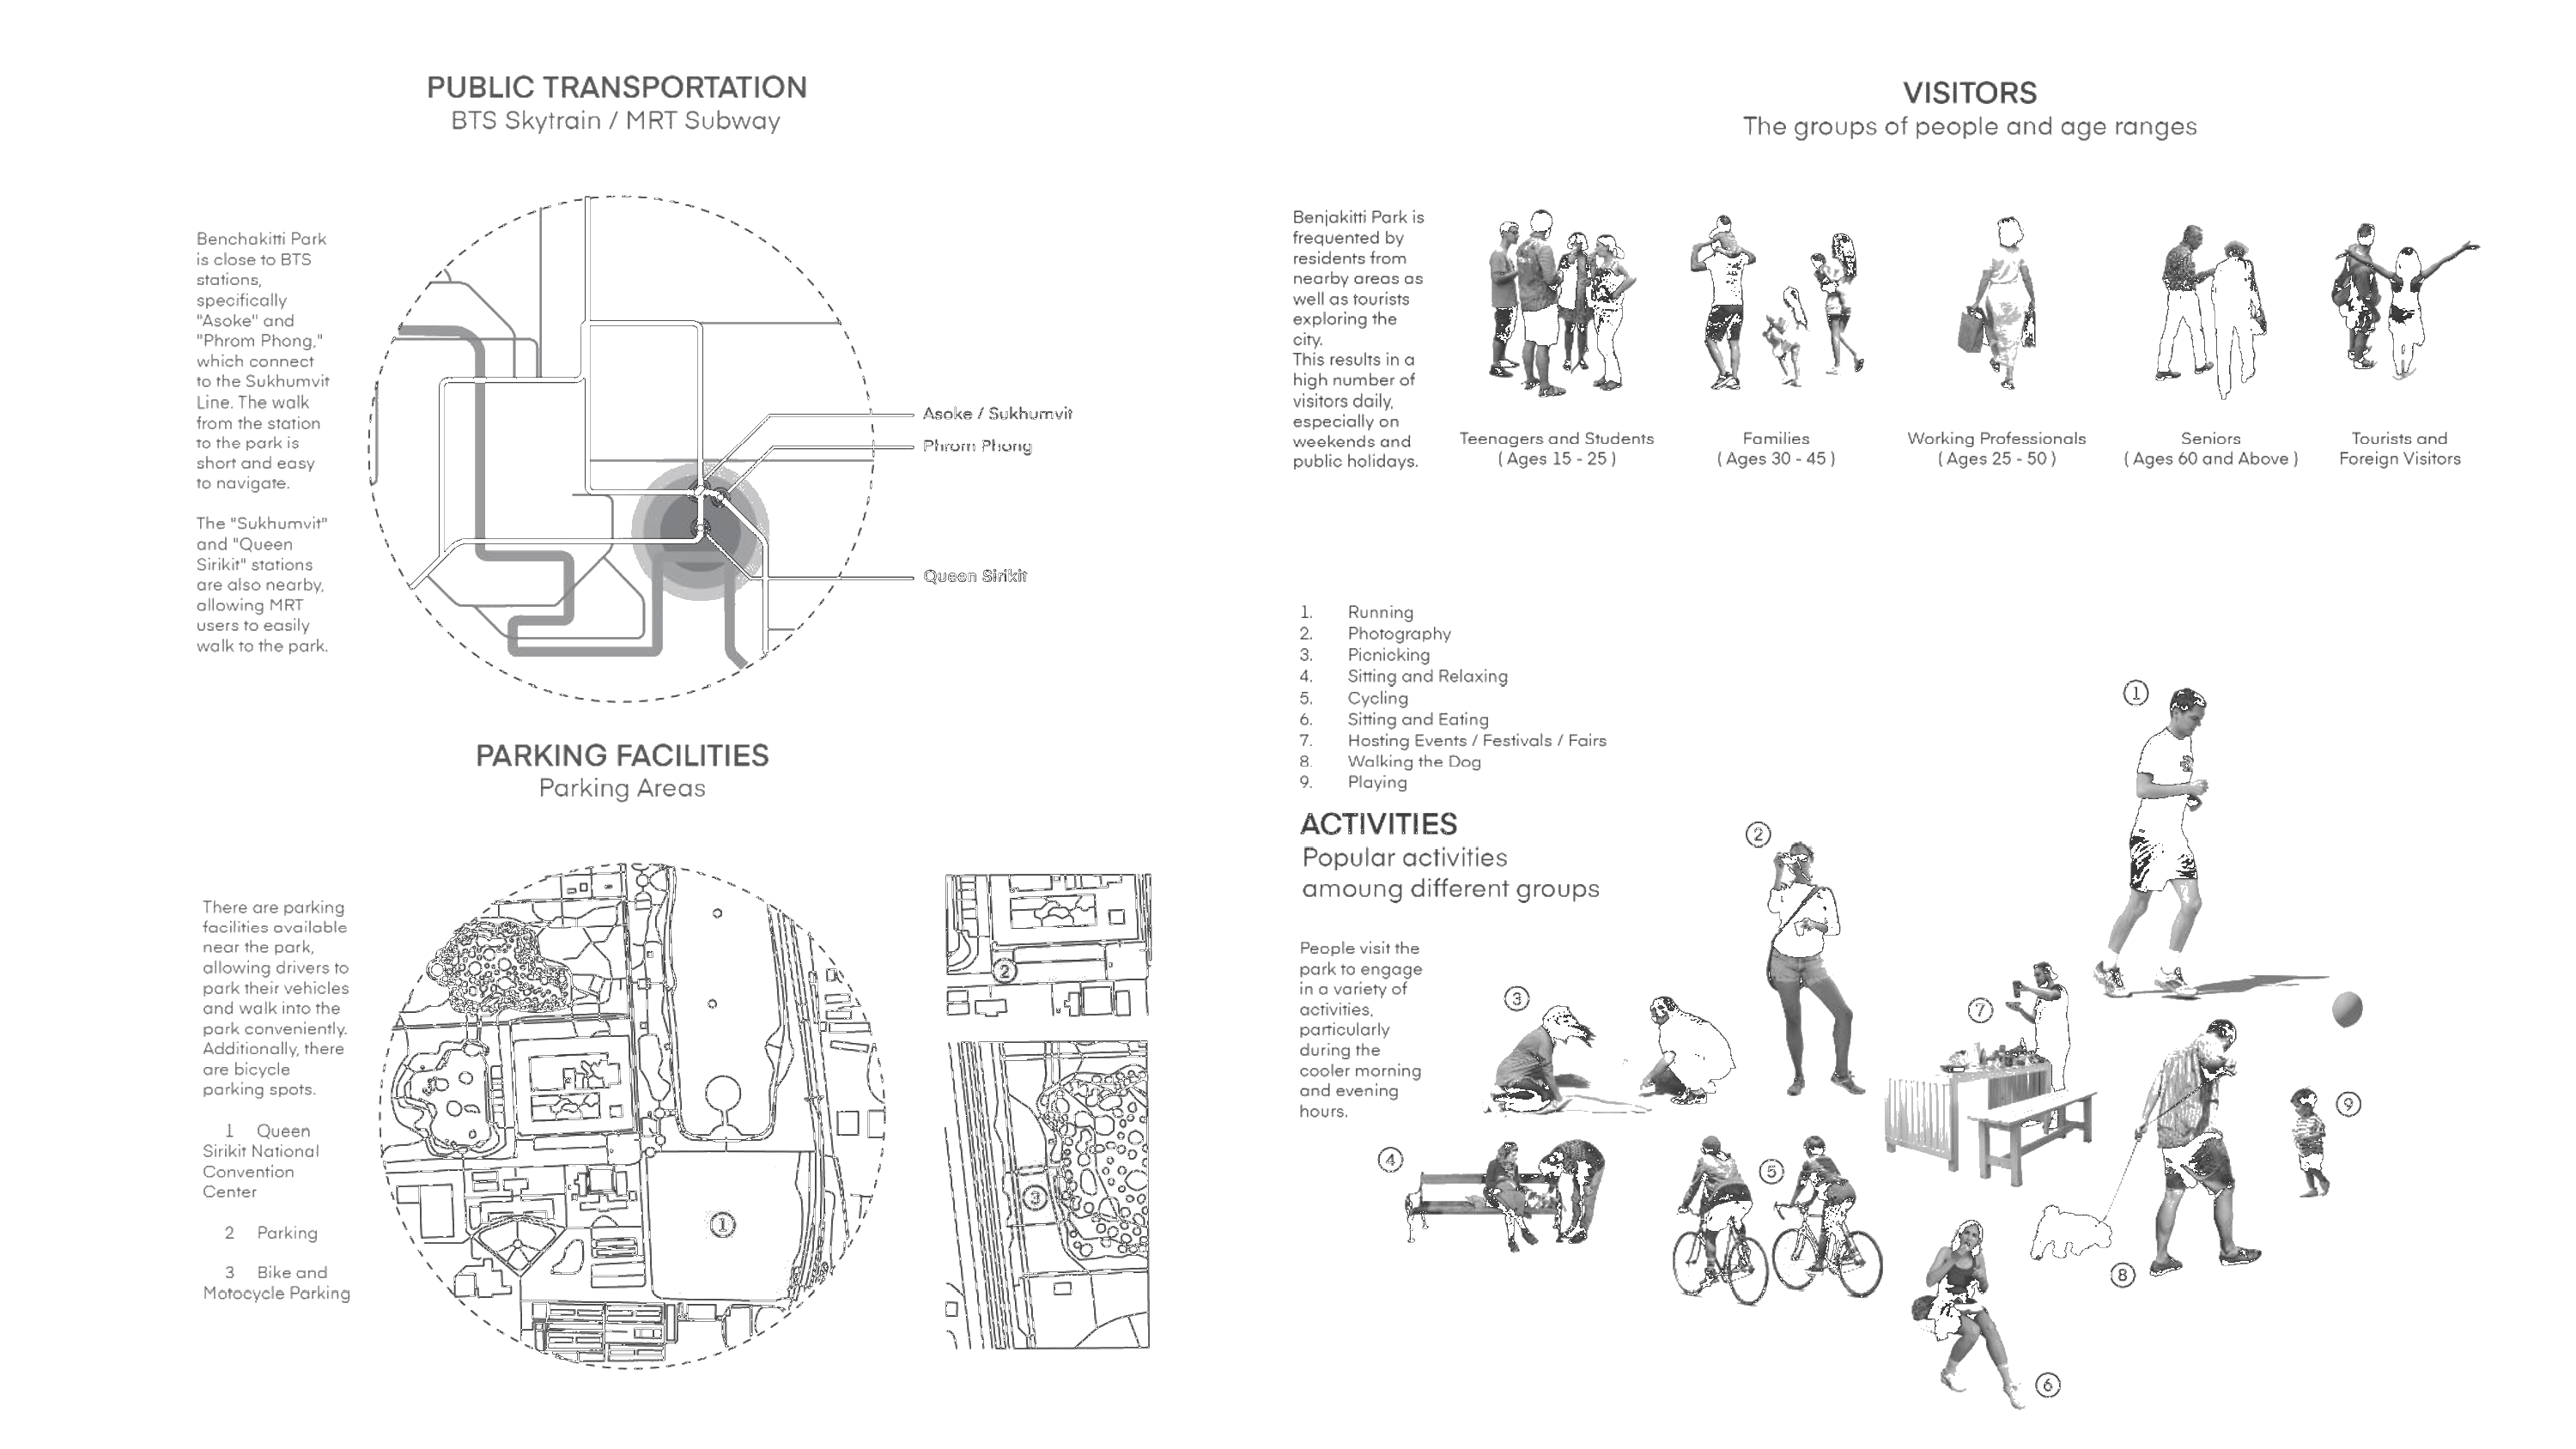 PUBLIC TRANSPORTATION
BTS Skytrain / MRT Subway
Benchakitti Park
is close to BTS
stations,
specifically
"Asoke" and
"Phrom Phong,"
which connect
to the Sukhumvit
Line. The walk
from the station
to the park is
short and easy
to navigate.
The "Sukhumvit"
and "Queen
Sirikit" stations
are also nearby,
allowing MRT
users to easily
walk to the park.
Asoke / Sukhumvit
Phrom Phong
Queen Sirikit
PARKING FACILITIES
Parking Areas
There are parking
facilities available
near the park,
allowing drivers to
park their vehicles
and walk into the
park conveniently.
Additionally, there
are bicycle
parking spots.
1 Queen
Sirikit National
Convention
Center
2 Parking
3 Bike and
Motocycle Parking
1
2
3
VISITORS
The groups of people and age ranges
Benjakitti Park is
frequented by
residents from
nearby areas as
well as tourists
exploring the
city.
This results in a
high number of
visitors daily,
especially on
weekends and
public holidays.
Teenagers and Students
( Ages 15 - 25 )
Families
( Ages 30 - 45 )
Working Professionals
( Ages 25 - 50 )
Seniors
( Ages 60 and Above )
Tourists and
Foreign Visitors
1. Running
2. Photography
3. Picnicking
4. Sitting and Relaxing
5. Cycling
6. Sitting and Eating
7. Hosting Events / Festivals / Fairs
8. Walking the Dog
9. Playing
ACTIVITIES
Popular activities
amoung different groups
People visit the
park to engage
in a variety of
activities,
particularly
during the
cooler morning
and evening
hours.
1
2
3
7
9
4
5
8
6